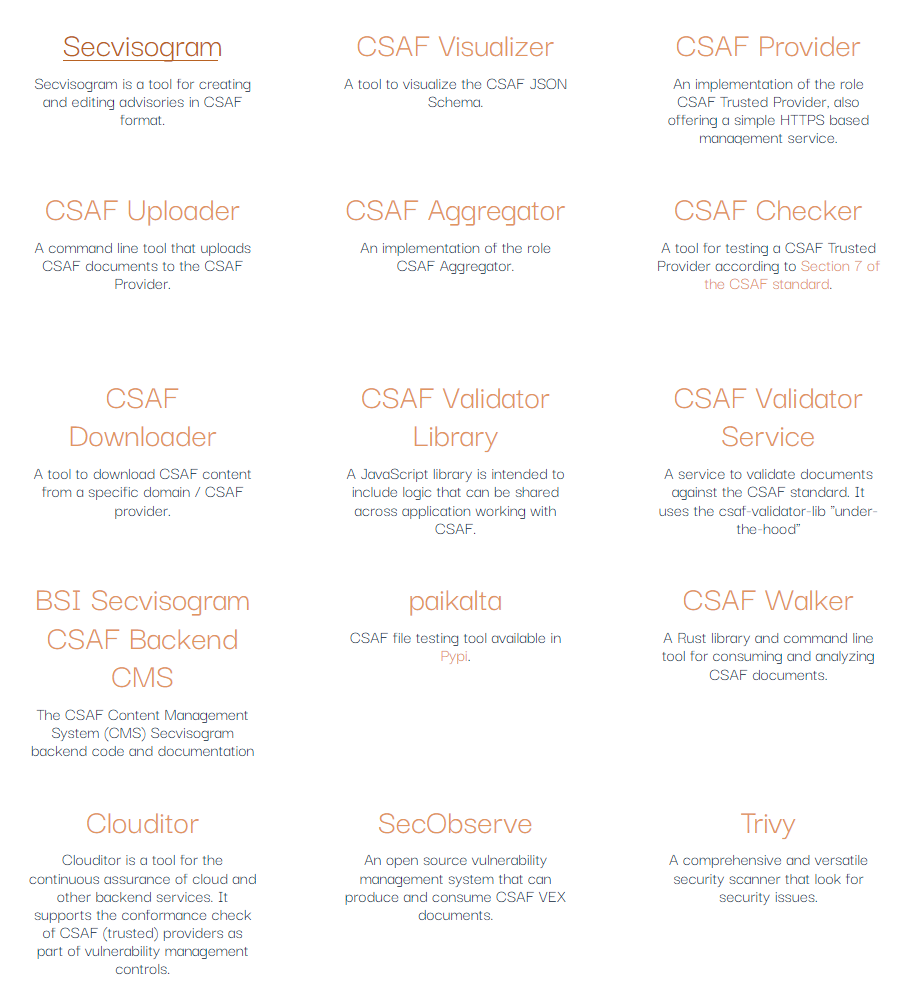 Secvisogram
Secvisogram is a tool for creating
and editing advisories in CSAF
format.
CSAF Visualizer
A tool to visualize the CSAF JSON
Schema.
CSAF Provider
An implementation of the role
CSAF Trusted Provider, also
offering a simple HTTPS based
management service.
CSAF Uploader
A command line tool that uploads
CSAF documents to the CSAF
Provider.
CSAF Aggregator
An implementation of the role
CSAF Aggregator.
CSAF Checker
A tool for testing a CSAF Trusted
Provider according to Section 7 of
the CSAF standard.
CSAF
Downloader
A tool to download CSAF content
from a specific domain / CSAF
provider.
CSAF Validator
Library
A JavaScript library is intended to
include logic that can be shared
across application working with
CSAF.
CSAF Validator
Service
A service to validate documents
against the CSAF standard. It
uses the csaf-validator-lib "under-
the-hood"
BSI Secvisogram
CSAF Backend
CMS
The CSAF Content Management
System (CMS) Secvisogram
backend code and documentation
paikalta
CSAF file testing tool available in
Pypi.
CSAF Walker
A Rust library and command line
tool for consuming and analyzing
CSAF documents.
Clouditor
Clouditor is a tool for the
continuous assurance of cloud and
other backend services. It
supports the conformance check
of CSAF (trusted) providers as
part of vulnerability management
controls.
SecObserve
An open source vulnerability
management system that can
produce and consume CSAF VEX
documents.
Trivy
A comprehensive and versatile
security scanner that look for
security issues.